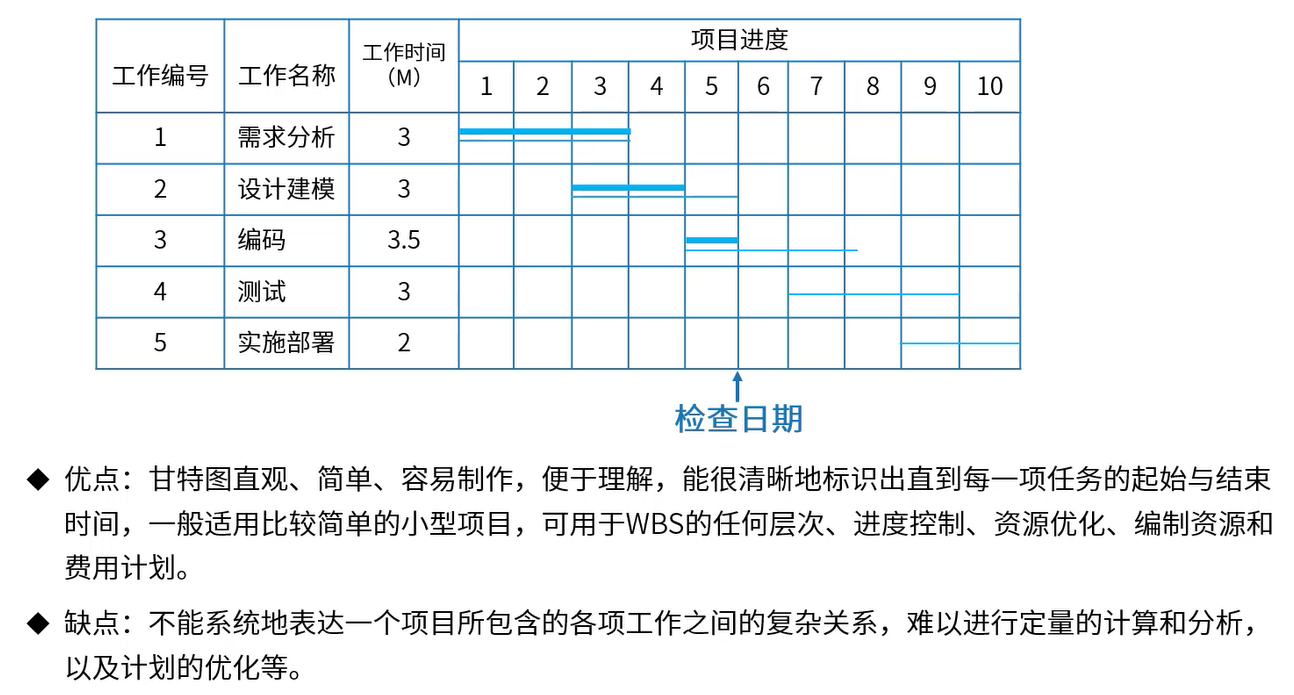 项目进度
工作编号 工作名称 工作时间（M） 1 2 3 4 5 6 7 8 9 10
1 需求分析 3
2 设计建模 3
3 编码 3.5
4 测试 3
5 实施部署 2
检查日期
◆ 优点：甘特图直观、简单、容易制作，便于理解，能很清晰地标识出直到每一项任务的起始与结束
时间，一般适用比较简单的小型项目，可用于WBS的任何层次、进度控制、资源优化、编制资源和
费用计划。
◆ 缺点：不能系统地表达一个项目所包含的各项工作之间的复杂关系，难以进行定量的计算和分析，
以及计划的优化等。